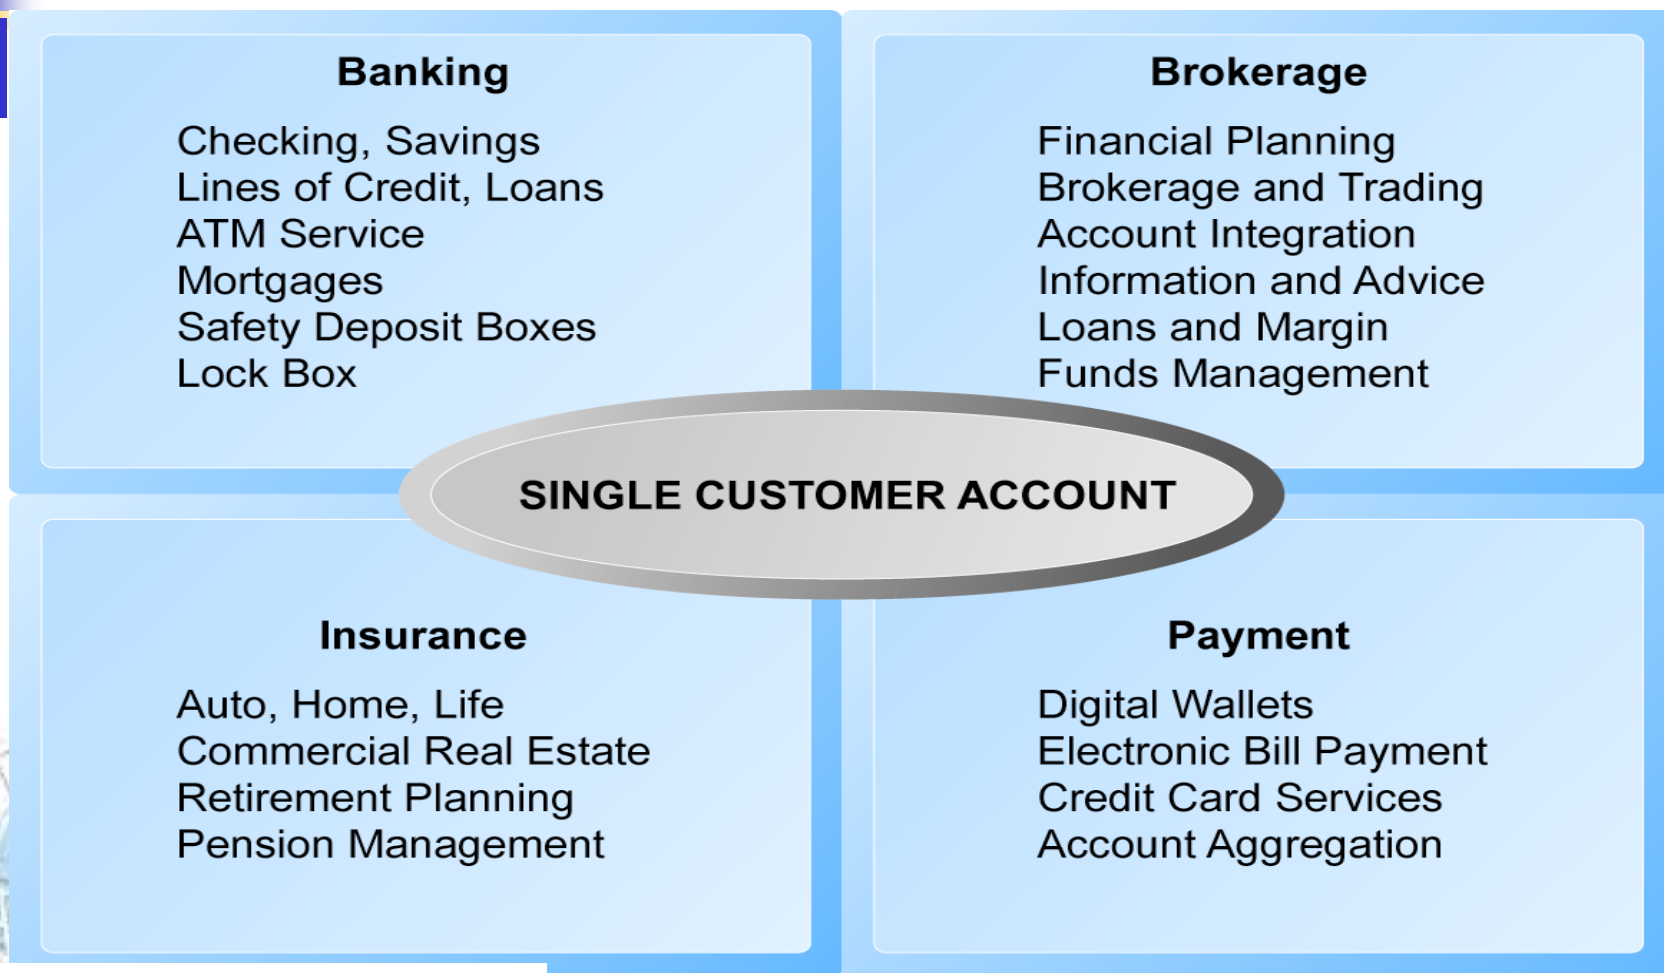 Banking
Checking, Savings
Lines of Credit, Loans
ATM Service
Mortgages
Safety Deposit Boxes
Lock Box
Brokerage
Financial Planning
Brokerage and Trading
Account Integration
Information and Advice
Loans and Margin
Funds Management
SINGLE CUSTOMER ACCOUNT
Insurance
Auto, Home, Life
Commercial Real Estate
Retirement Planning
Pension Management
Payment
Digital Wallets
Electronic Bill Payment
Credit Card Services
Account Aggregation